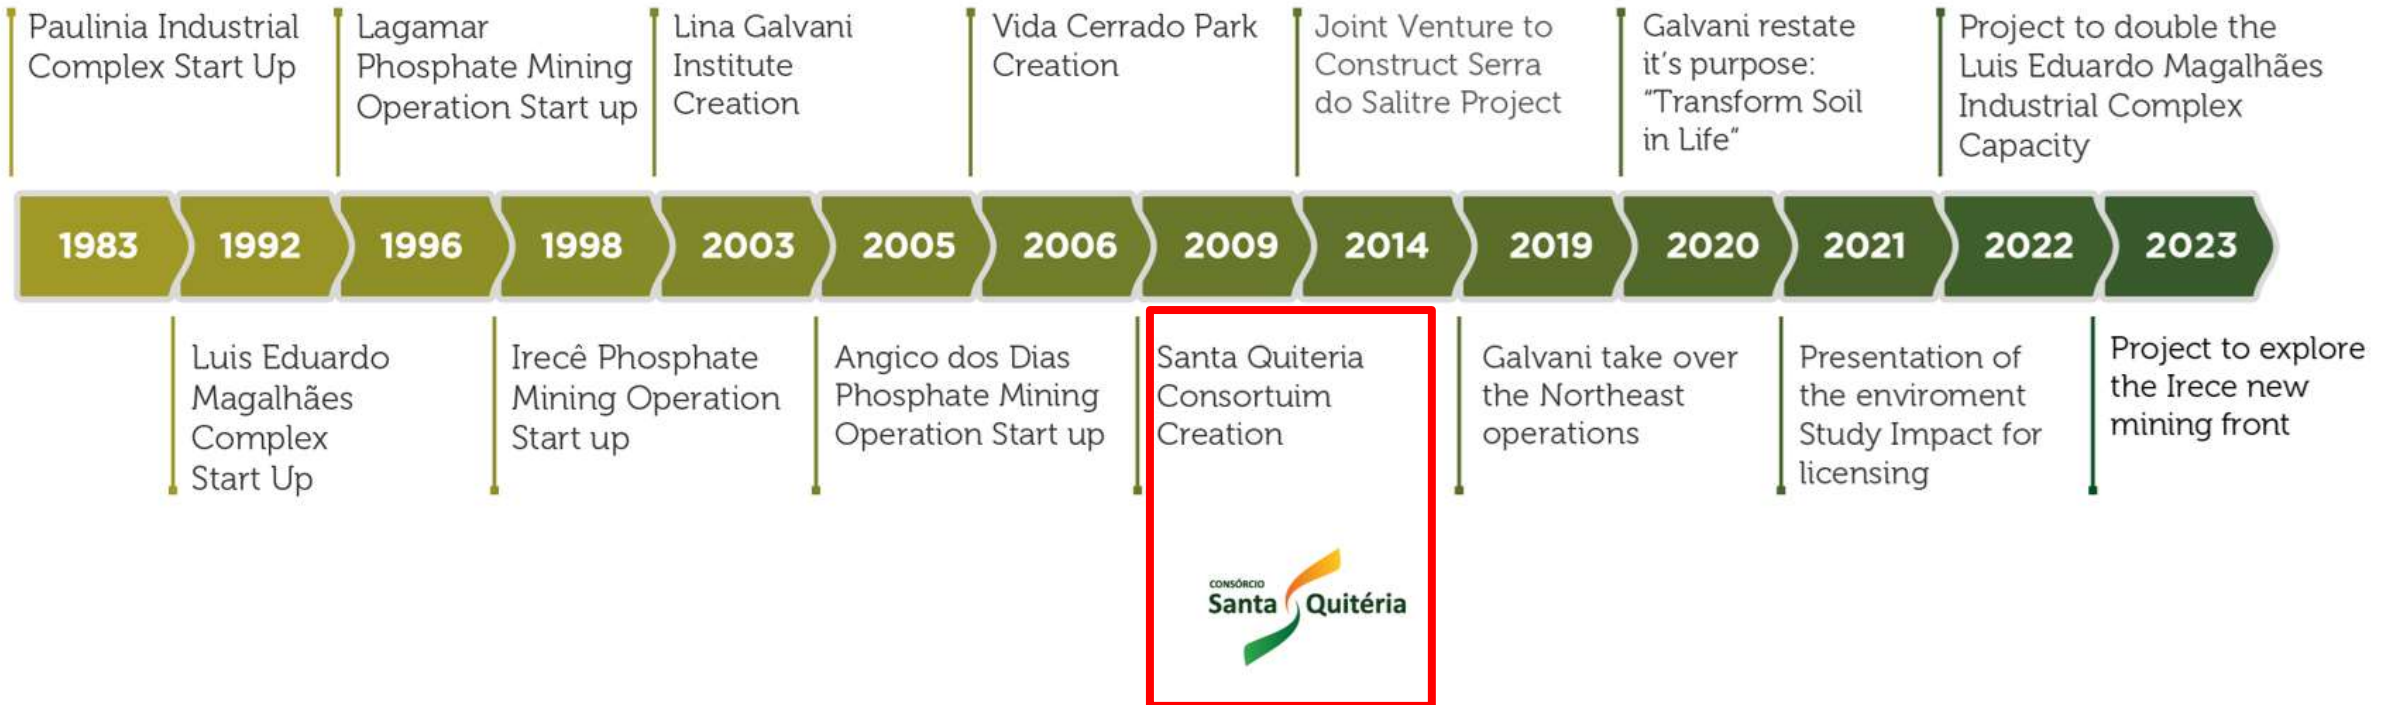 Paulinia Industrial
Complex Start Up
Lagamar
Phosphate Mining
Operation Start up
Lina Galvani
Institute
Creation
Vida Cerrado Park
Creation
Joint Venture to
Construct Serra
do Salitre Project
Galvani restate
it's purpose:
"Transform Soil
in Life"
Project to double the
Luis Eduardo Magalhães
Industrial Complex
Capacity
1983
1992
1996
1998
2003
2005
2006
2009
2014
2019
2020
2021
2022
2023
Luis Eduardo
Magalhães
Complex
Start Up
Irecê Phosphate
Mining Operation
Start up
Angico dos Dias
Phosphate Mining
Operation Start up
Santa Quiteria
Consortuim
Creation
CONSÓRCIO
Santa Quitéria
Galvani take over
the Northeast
operations
Presentation of
the enviroment
Study Impact for
licensing
Project to explore
the Irece new
mining front